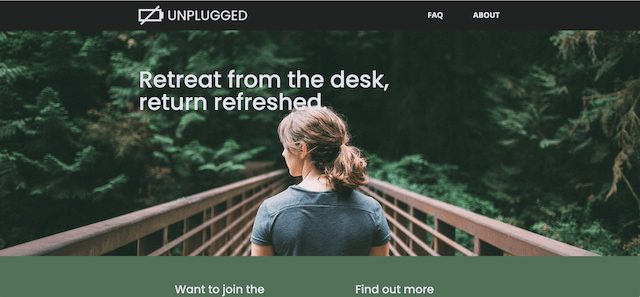 UNPLUGGED
FAQ
ABOUT
Retreat from the desk,
return refreshed.
Want to join the
Find out more